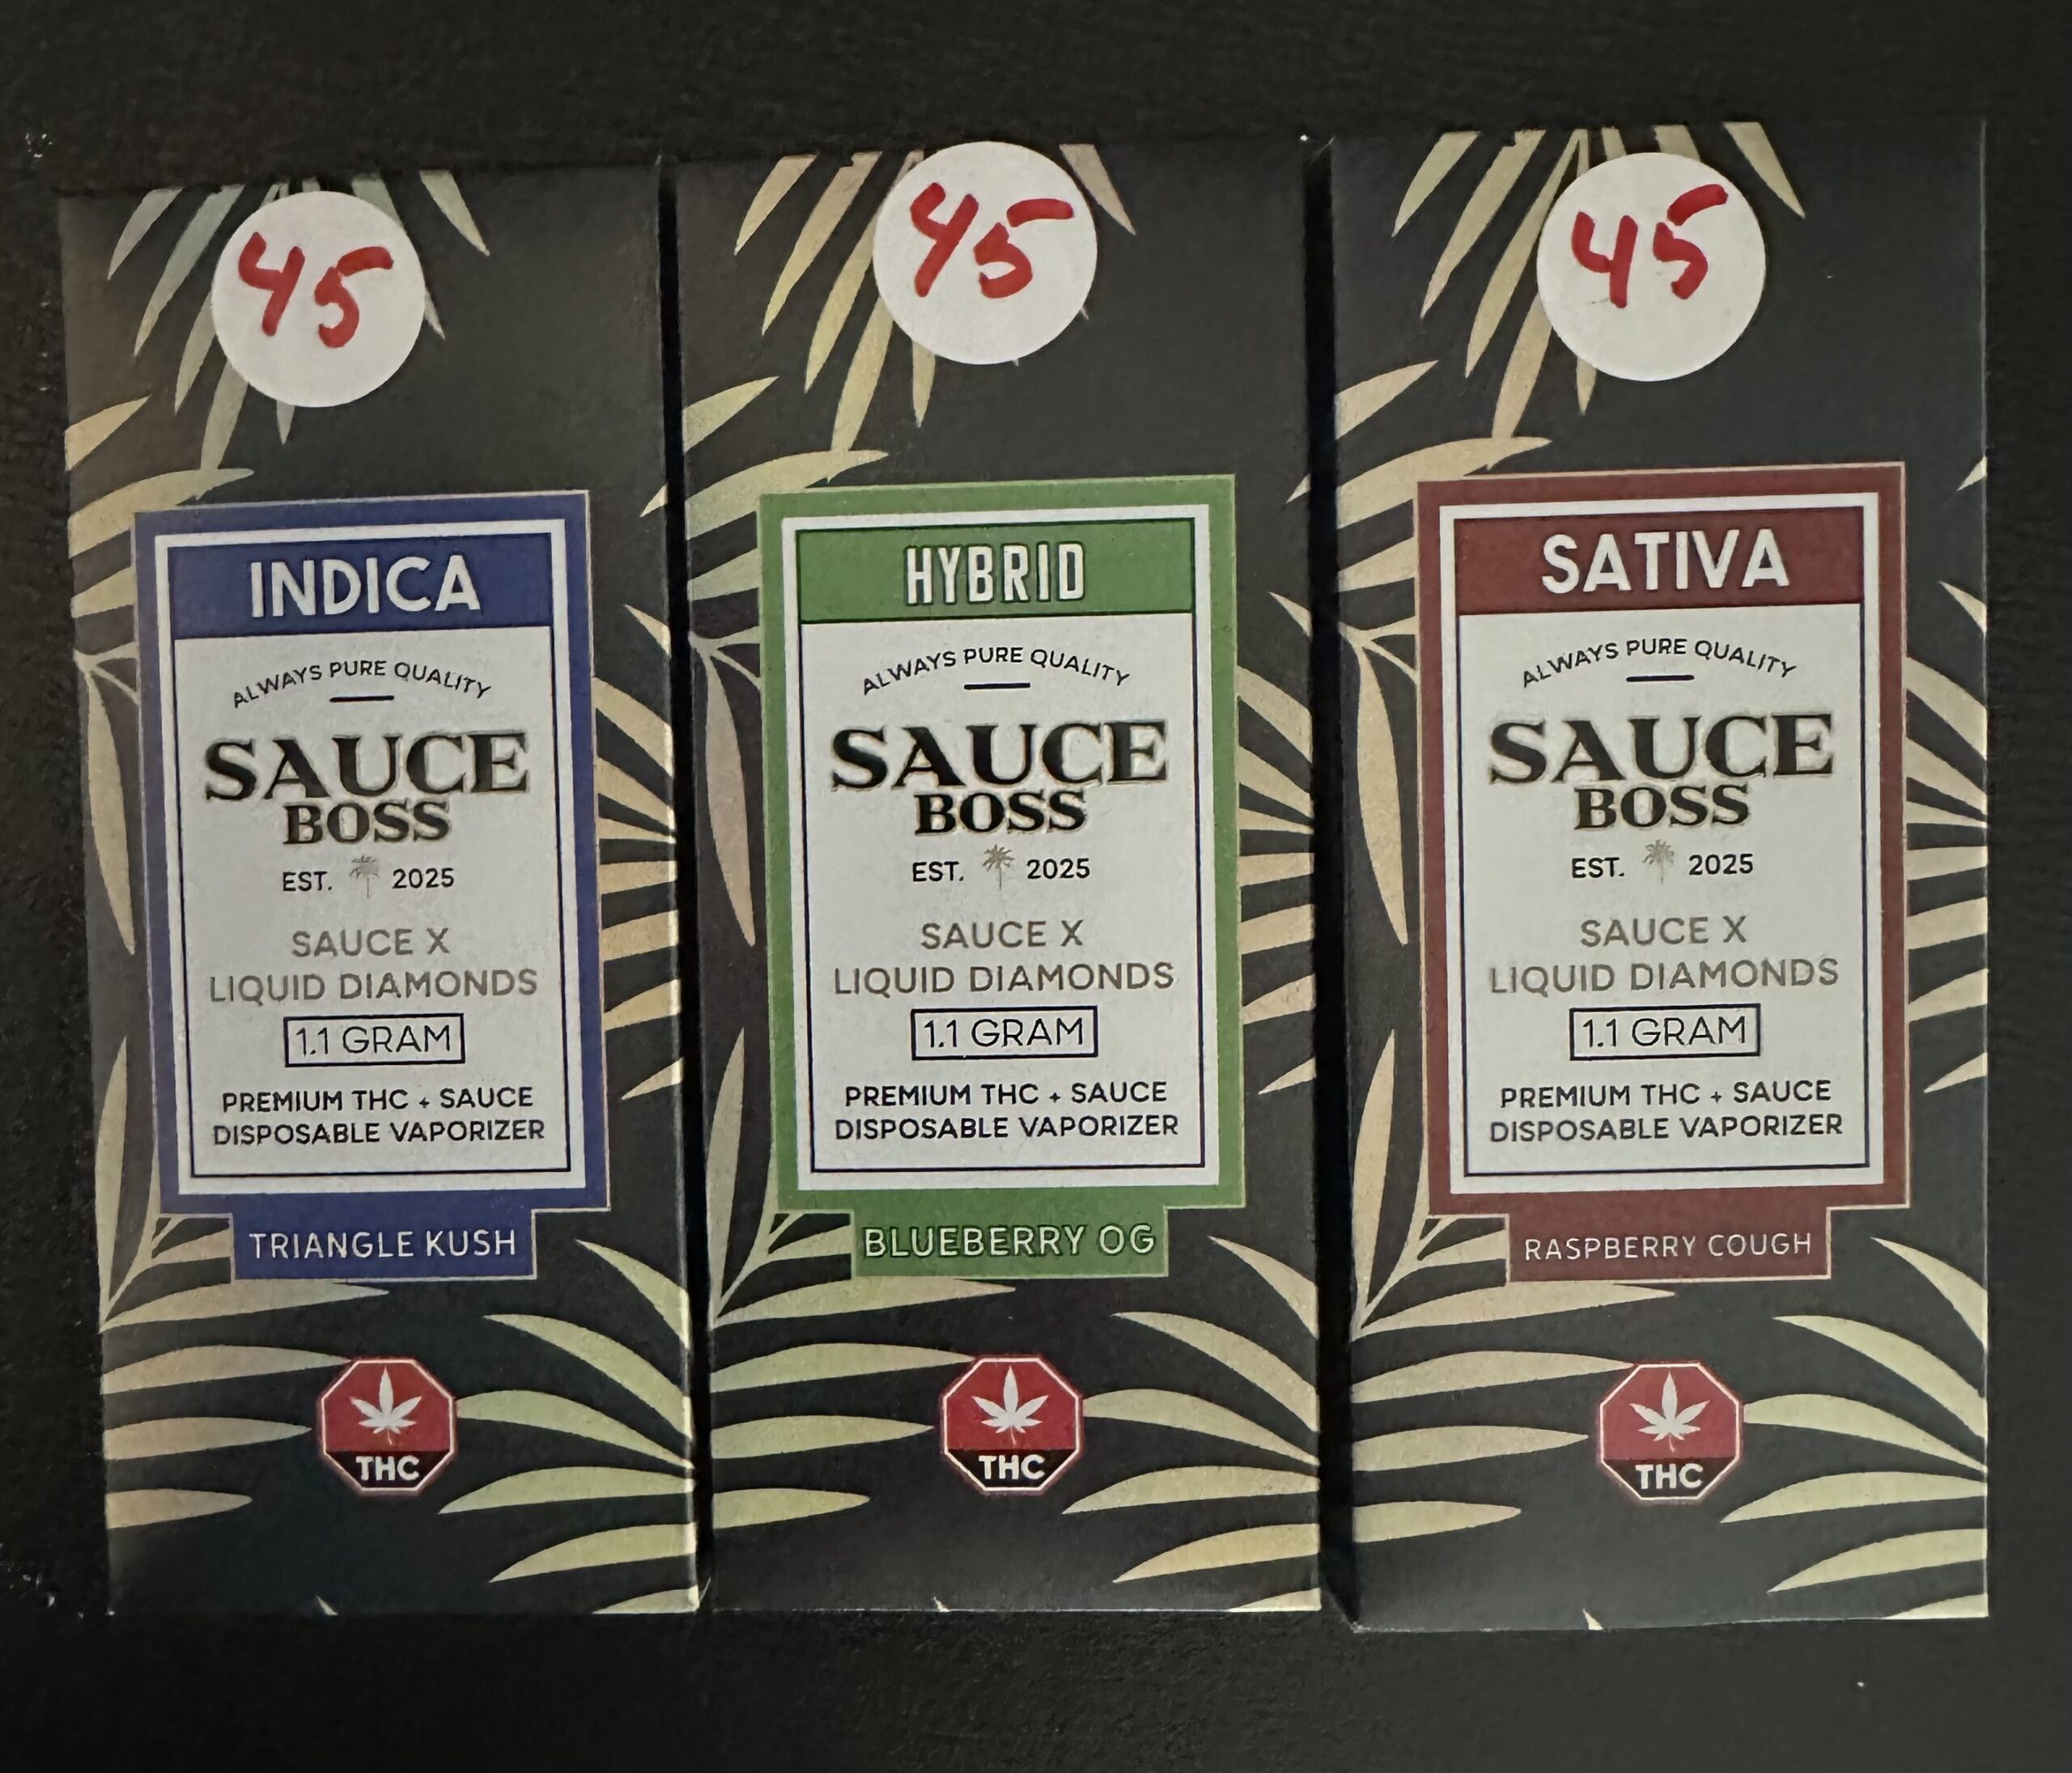 45
INDICA
ALWAYS PURE QUALITY
SAUCE
BOSS
EST. 2025
SAUCE X
LIQUID DIAMONDS
1.1 GRAM
PREMIUM THC + SAUCE
DISPOSABLE VAPORIZER
TRIANGLE KUSH
THC
45
HYBRID
ALWAYS PURE QUALITY
SAUCE
BOSS
EST. 2025
SAUCE X
LIQUID DIAMONDS
1.1 GRAM
PREMIUM THC + SAUCE
DISPOSABLE VAPORIZER
BLUEBERRY OG
THC
45
SATIVA
ALWAYS PURE QUALITY
SAUCE
BOSS
EST. 2025
SAUCE X
LIQUID DIAMONDS
1.1 GRAM
PREMIUM THC + SAUCE
DISPOSABLE VAPORIZER
RASPBERRY COUGH
THC